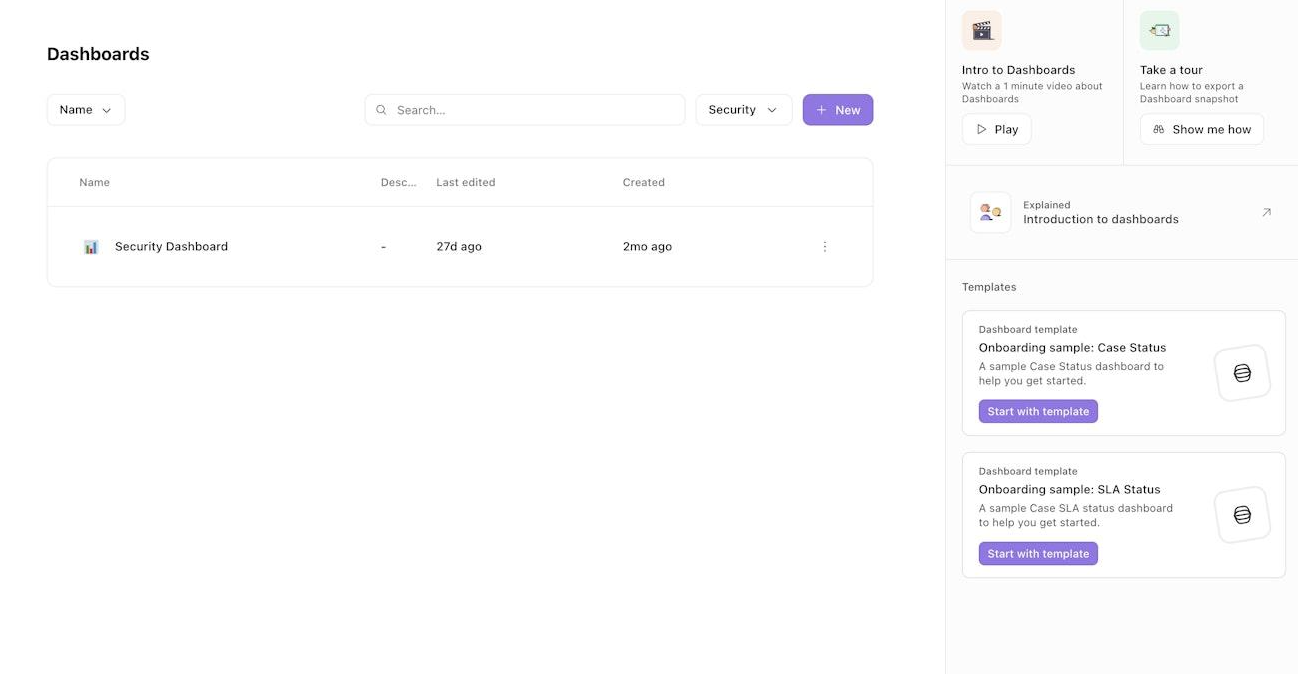 Dashboards
Name
Search...
Security
New
Name
Desc...
Last edited
Created
Security Dashboard
-
27d ago
2mo ago
Intro to Dashboards
Watch a 1 minute video about
Dashboards
Play
Take a tour
Learn how to export a
Dashboard snapshot
Show me how
Explained
Introduction to dashboards
Templates
Dashboard template
Onboarding sample: Case Status
A sample Case Status dashboard to
help you get started.
Start with template
Dashboard template
Onboarding sample: SLA Status
A sample Case SLA status dashboard
to help you get started.
Start with template